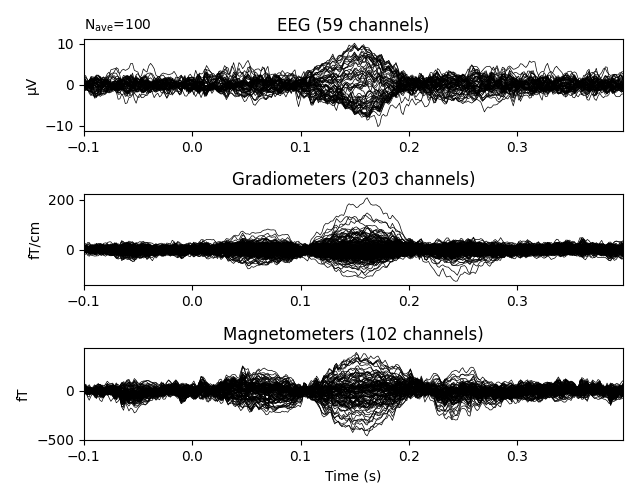 Nave=100
EEG (59 channels)
10
0
−10
µV
−0.1 0.0 0.1 0.2 0.3
Gradiometers (203 channels)
200
0
fT/cm
−0.1 0.0 0.1 0.2 0.3
Magnetometers (102 channels)
0
−500
fT
−0.1 0.0 0.1 0.2 0.3
Time (s)